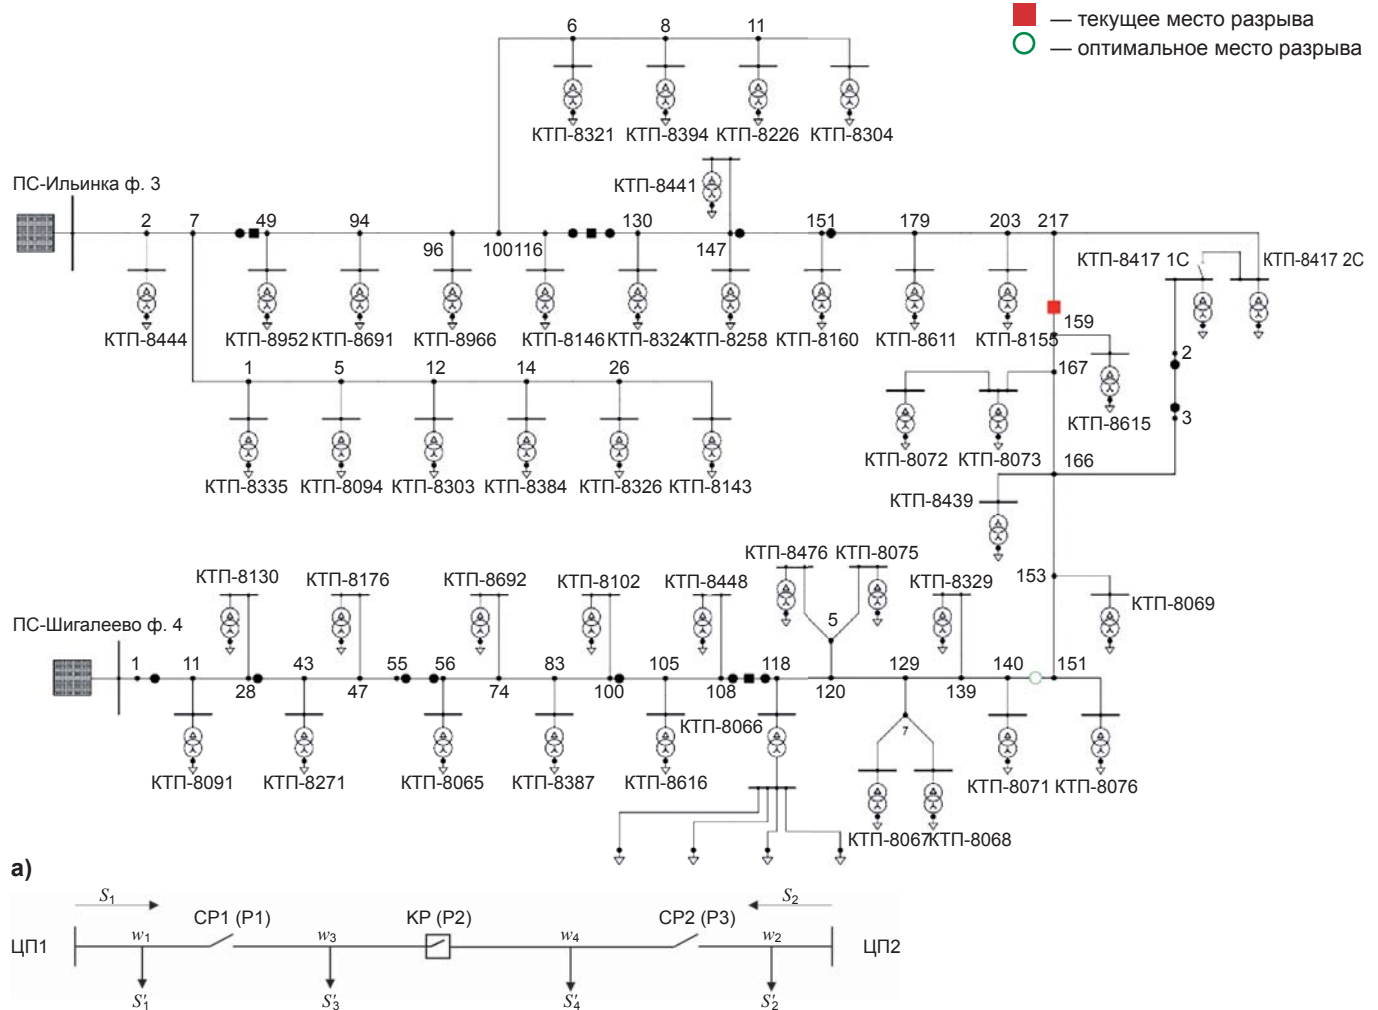 — текущее место разрыва
— оптимальное место разрыва
6 8 11
КТП-8321 КТП-8394 КТП-8226 КТП-8304
КТП-8441
ПС-Ильинка ф. 3
2 7 49 94 96 100 116 130 147 151 179 203 217
КТП-8417 1С КТП-8417 2С
КТП-8444 КТП-8952 КТП-8691 КТП-8966 КТП-8146 КТП-8324 КТП-8258 КТП-8160 КТП-8611 КТП-8155
159
2
167
1 5 12 14 26
КТП-8615
3
КТП-8072 КТП-8073
166
КТП-8335 КТП-8094 КТП-8303 КТП-8384 КТП-8326 КТП-8143
КТП-8439
КТП-8476 КТП-8075
КТП-8130 КТП-8176 КТП-8692 КТП-8102 КТП-8448 КТП-8329
153
КТП-8069
ПС-Шигалеево ф. 4
5
1 11 28 43 47 55 56 74 83 100 105 108 118 120 129 139 140 151
КТП-8066
7
КТП-8091 КТП-8271 КТП-8065 КТП-8387 КТП-8616 КТП-8071 КТП-8076
КТП-8067 КТП-8068
а)
S1 S2
СР1 (Р1) КР (Р2) СР2 (Р3)
ЦП1 w1 w3 w4 w2 ЦП2
S′1 S′3 S′4 S′2